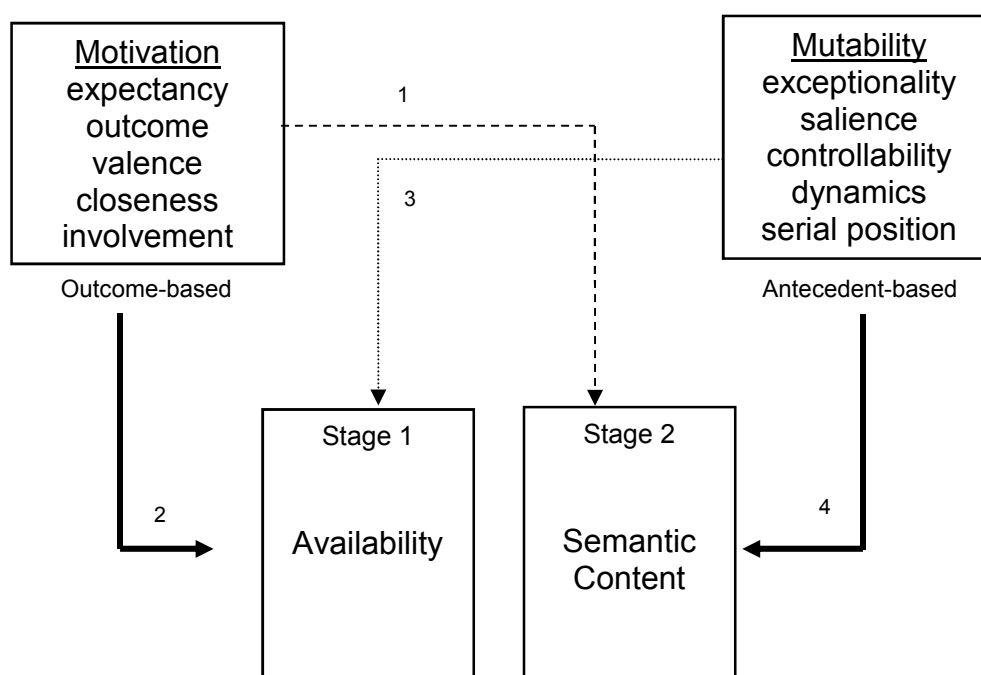 Motivation
expectancy
outcome
valence
closeness
involvement
Outcome-based
Mutability
exceptionality
salience
controllability
dynamics
serial position
Antecedent-based
1
3
2
4
Stage 1
Availability
Stage 2
Semantic
Content